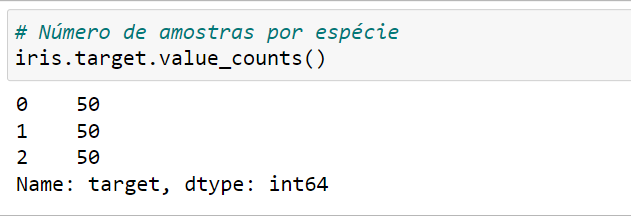 # Número de amostras por espécie
iris.target.value_counts()
0    50
1    50
2    50
Name: target, dtype: int64